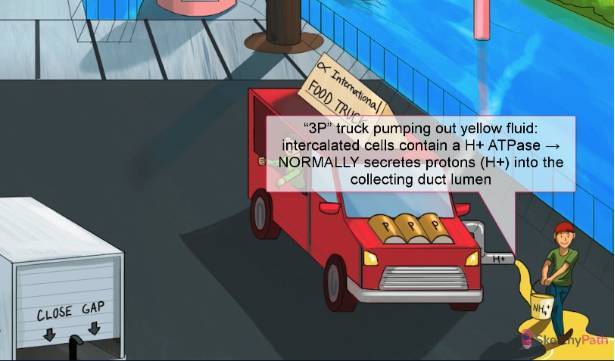 ∝ International
FOOD TRUCK
“3P” truck pumping out yellow fluid:
intercalated cells contain a H+ ATPase →
NORMALLY secretes protons (H+) into the
collecting duct lumen
P P P
H+
NH₄⁺
CLOSE GAP
SketchyPath